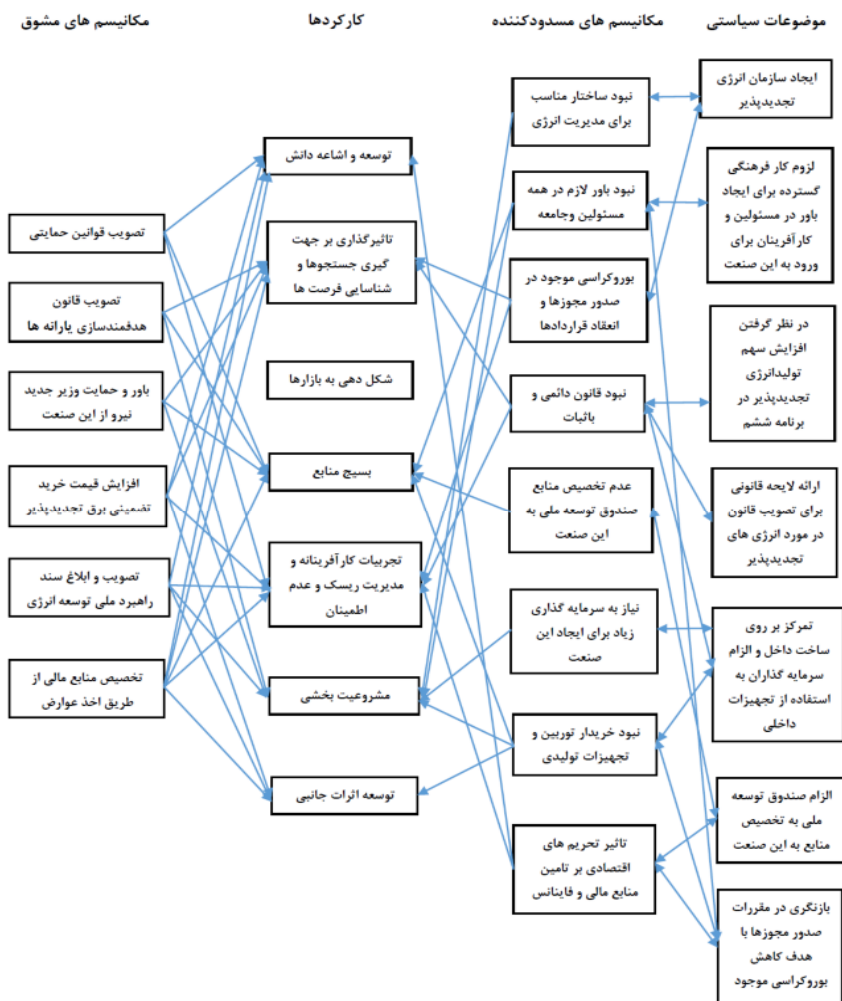 موضوعات سیاستی
مکانیسم های مسدودکننده
کارکردها
مکانیسم های مشوق
ایجاد سازمان انرژی
تجدیدپذیر
لزوم کار فرهنگی
گسترده برای ایجاد
باور در مسئولین و
کارآفرینان برای
ورود به این صنعت
در نظر گرفتن
افزایش سهم
تولیدانرژی
تجدیدپذیر در
برنامه ششم
ارائه لایحه قانونی
برای تصویب قانون
در مورد انرژی های
تجدیدپذیر
تمرکز بر روی
ساخت داخل و الزام
سرمایه گذاران به
استفاده از تجهیزات
داخلی
الزام صندوق توسعه
ملی به تخصیص
منابع به این صنعت
بازنگری در مقررات
صدور مجوزها با
هدف کاهش
بوروکراسی موجود
نبود ساختار مناسب
برای مدیریت انرژی
نبود باور لازم در همه
مسئولین وجامعه
بوروکراسی موجود در
صدور مجوزها و
انعقاد قراردادها
نبود قانون دائمی و
باثبات
عدم تخصیص منابع
صندوق توسعه ملی به
این صنعت
نیاز به سرمایه گذاری
زیاد برای ایجاد این
صنعت
نبود خریدار توربین و
تجهیزات تولیدی
تاثیر تحریم های
اقتصادی بر تامین
منابع مالی و فاینانس
توسعه و اشاعه دانش
تاثیرگذاری بر جهت
گیری جستجوها و
شناسایی فرصت ها
شکل دهی به بازارها
بسیج منابع
تجربیات کارآفرینانه و
مدیریت ریسک و عدم
اطمینان
مشروعیت بخشی
توسعه اثرات جانبی
تصویب قوانین حمایتی
تصویب قانون
هدفمندسازی یارانه ها
باور و حمایت وزیر جدید
نیرو از این صنعت
افزایش قیمت خرید
تضمینی برق تجدیدپذیر
تصویب و ابلاغ سند
راهبرد ملی توسعه انرژی
تخصیص منابع مالی از
طریق اخذ عوارض